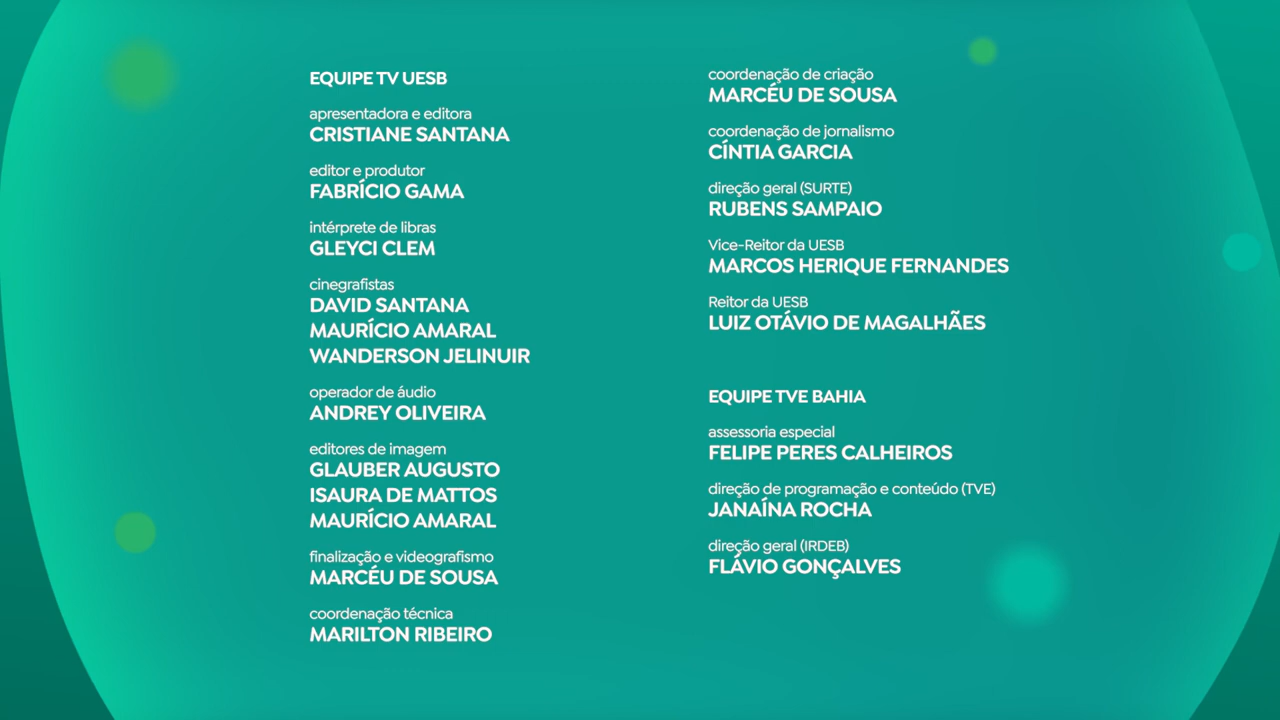 EQUIPE TV UESB
apresentadora e editora
CRISTIANE SANTANA
editor e produtor
FABRÍCIO GAMA
intérprete de libras
GLEYCI CLEM
cinegrafistas
DAVID SANTANA
MAURÍCIO AMARAL
WANDERSON JELINUIR
operador de áudio
ANDREY OLIVEIRA
editores de imagem
GLAUBER AUGUSTO
ISAURA DE MATTOS
MAURÍCIO AMARAL
finalização e videografismo
MARCÉU DE SOUSA
coordenação técnica
MARILTON RIBEIRO
coordenação de criação
MARCÉU DE SOUSA
coordenação de jornalismo
CÍNTIA GARCIA
direção geral (SURTE)
RUBENS SAMPAIO
Vice-Reitor da UESB
MARCOS HERIQUE FERNANDES
Reitor da UESB
LUIZ OTÁVIO DE MAGALHÃES
EQUIPE TVE BAHIA
assessoria especial
FELIPE PERES CALHEIROS
direção de programação e conteúdo (TVE)
JANAÍNA ROCHA
direção geral (IRDEB)
FLÁVIO GONÇALVES